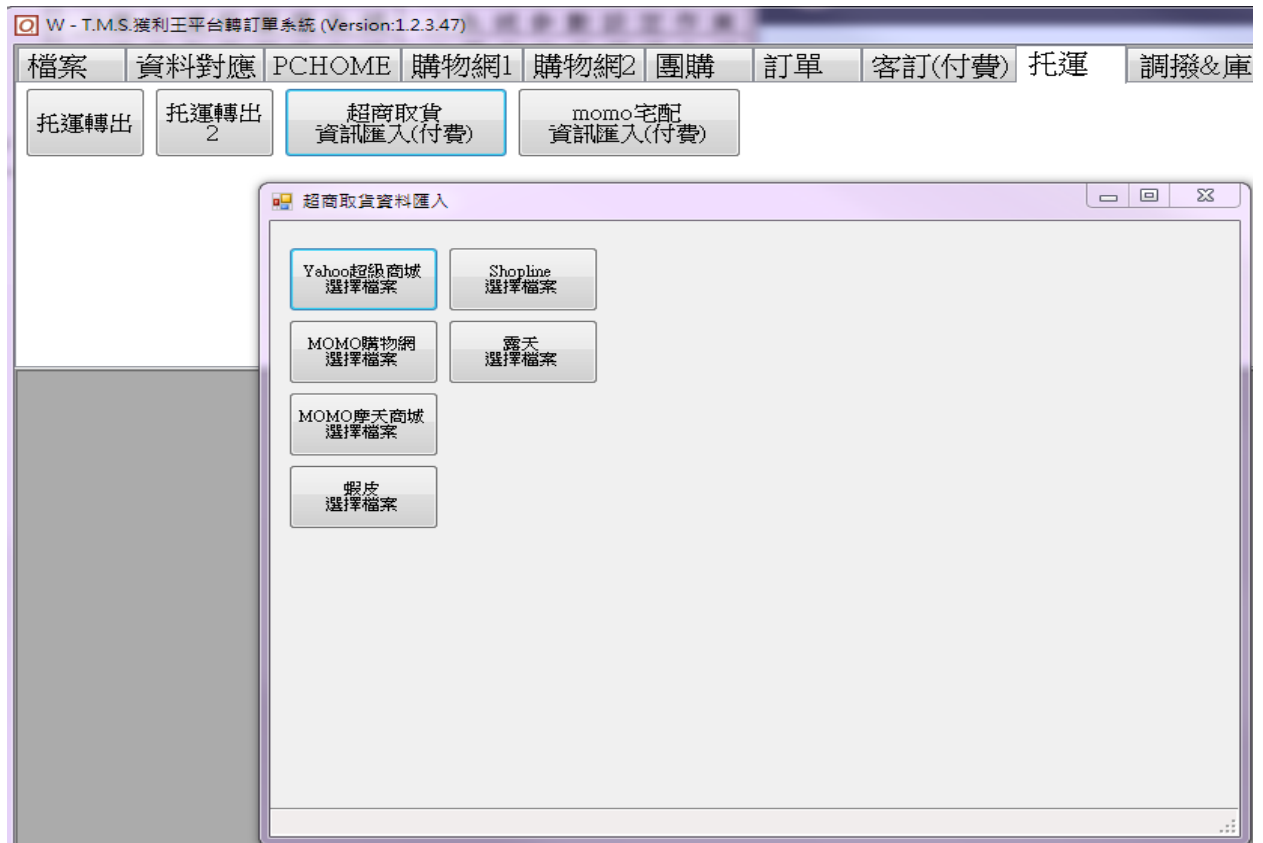 W - T.M.S.獲利王平台轉訂單系統 (Version:1.2.3.47)
檔案 資料對應 PCHOME 購物網1 購物網2 團購 訂單 客訂(付費) 托運 調撥&庫
托運轉出
托運轉出
2
超商取貨
資訊匯入(付費)
momo宅配
資訊匯入(付費)
超商取貨資料匯入
Yahoo超級商城
選擇檔案
Shopline
選擇檔案
MOMO購物網
選擇檔案
露天
選擇檔案
MOMO摩天商城
選擇檔案
蝦皮
選擇檔案